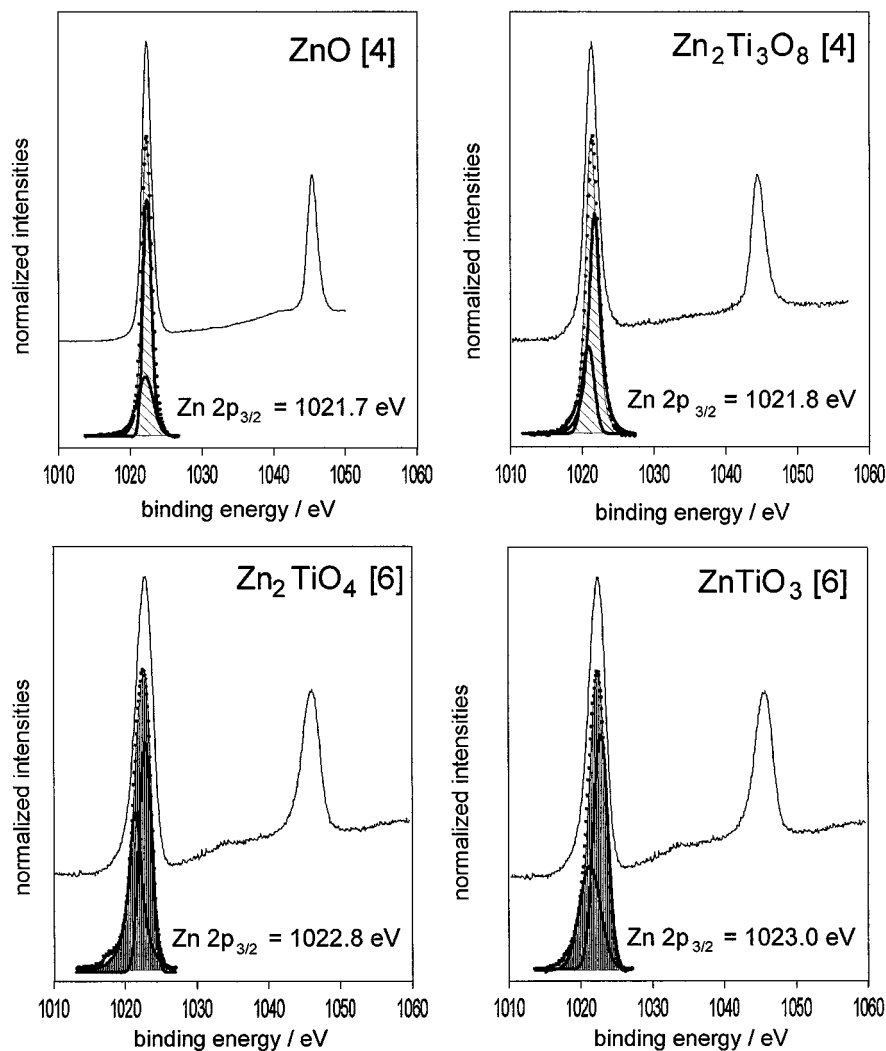 ZnO [4]
normalized intensities
Zn 2p3/2 = 1021.7 eV
1010 1020 1030 1040 1050 1060
binding energy / eV
Zn2Ti3O8 [4]
normalized intensities
Zn 2p3/2 = 1021.8 eV
1010 1020 1030 1040 1050 1060
binding energy / eV
Zn2 TiO4 [6]
normalized intensities
Zn 2p3/2 = 1022.8 eV
1010 1020 1030 1040 1050 1060
binding energy / eV
ZnTiO3 [6]
normalized intensities
Zn 2p3/2 = 1023.0 eV
1010 1020 1030 1040 1050 1060
binding energy / eV